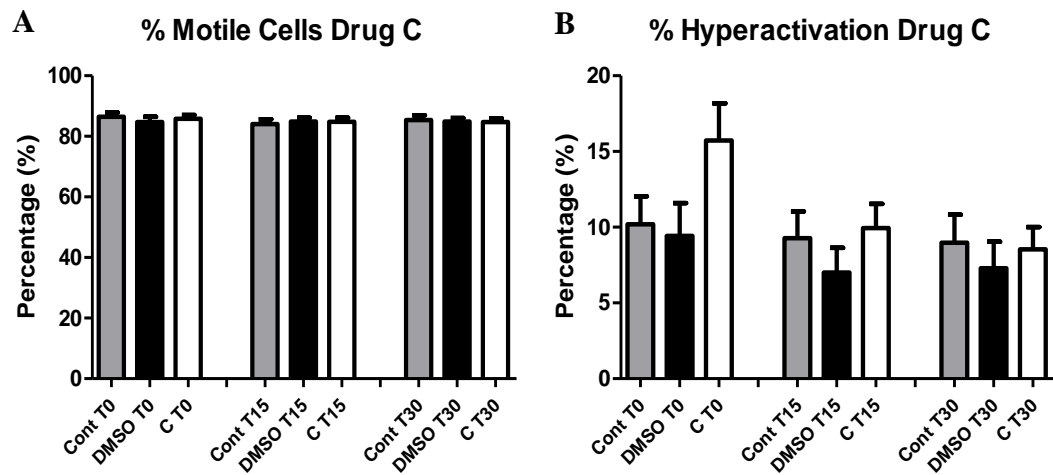 A
% Motile Cells Drug C
Percentage (%)
100
80
60
40
20
0
Cont T0
DMSO T0
C T0
Cont T15
DMSO T15
C T15
Cont T30
DMSO T30
C T30
B
% Hyperactivation Drug C
Percentage (%)
20
15
10
5
0
Cont T0
DMSO T0
C T0
Cont T15
DMSO T15
C T15
Cont T30
DMSO T30
C T30